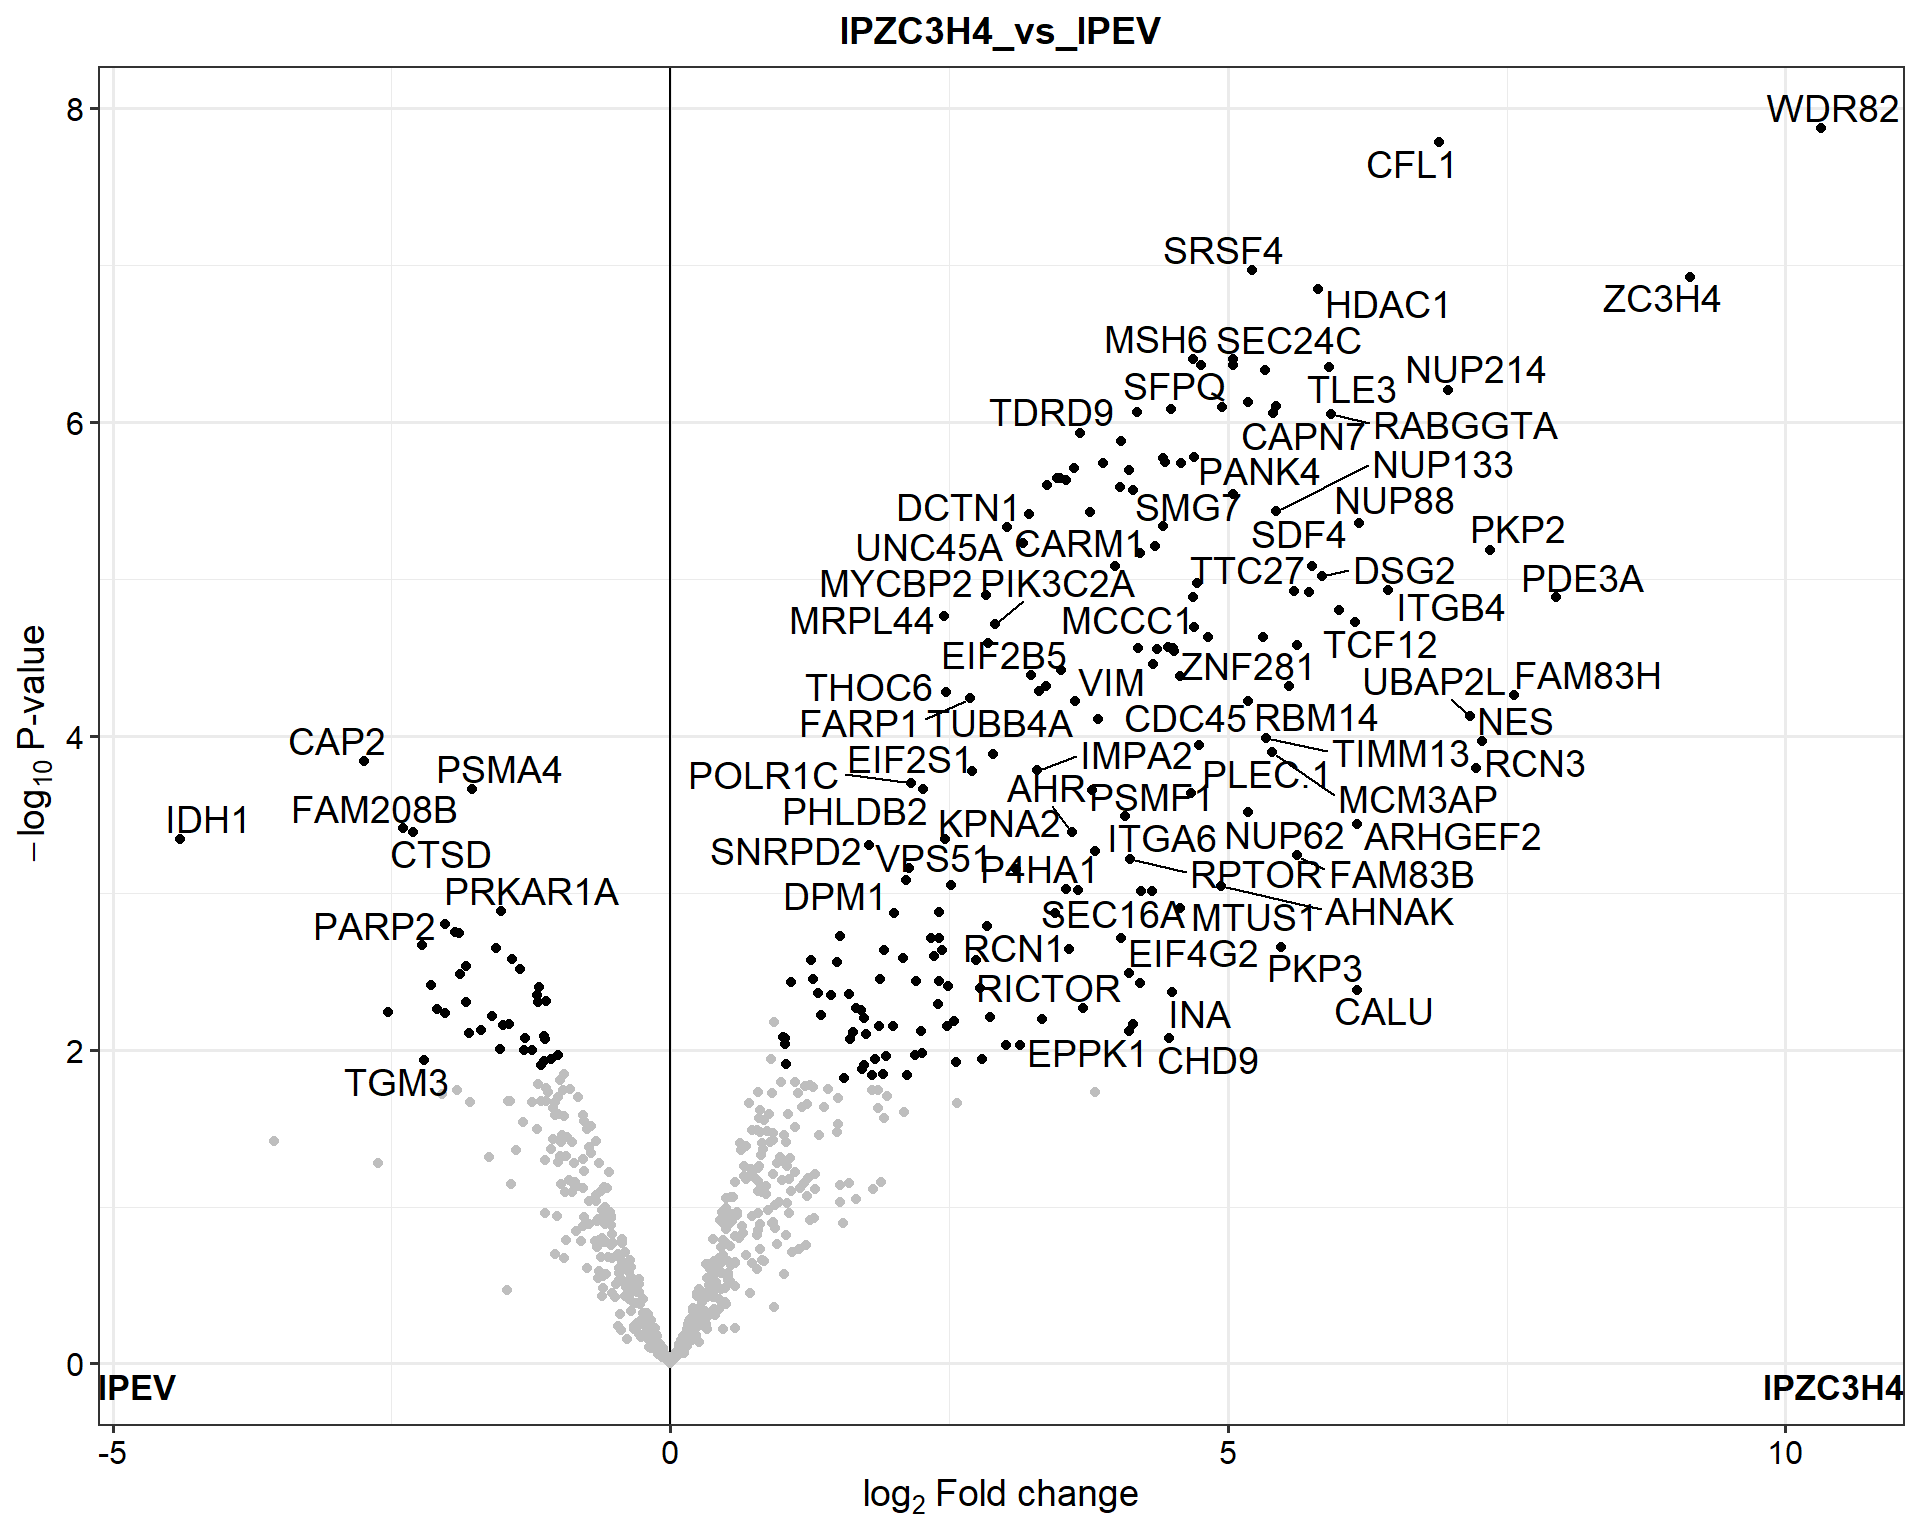 IPZC3H4_vs_IPEV
8
WDR82
CFL1
SRSF4
HDAC1
ZC3H4
MSH6
SEC24C
NUP214
SFPQ
TLE3
6
TDRD9
CAPN7
RABGGTA
PANK4
NUP133
DCTN1
SMG7
NUP88
UNC45A
CARM1
SDF4
PKP2
MYCBP2
PIK3C2A
TTC27
DSG2
PDE3A
MRPL44
MCCC1
ITGB4
EIF2B5
ZNF281
TCF12
THOC6
VIM
UBAP2L
FAM83H
FARP1
TUBB4A
CDC45
RBM14
NES
4
CAP2
PSMA4
POLR1C
EIF2S1
IMPA2
PLEC.1
TIMM13
RCN3
IDH1
FAM208B
PHLDB2
AHR
PSMF1
MCM3AP
CTSD
SNRPD2
KPNA2
ITGA6
NUP62
ARHGEF2
PRKAR1A
VPS51
P4HA1
RPTOR
FAM83B
DPM1
PARP2
SEC16A
MTUS1
AHNAK
RCN1
EIF4G2
PKP3
RICTOR
INA
CALU
2
EPPK1
CHD9
TGM3
0
IPEV
IPZC3H4
-5
0
5
10
log2 Fold change
−log10 P-value